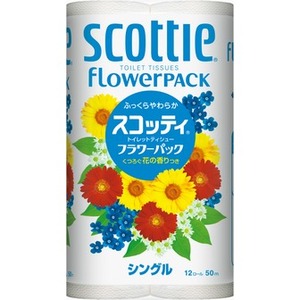 scottie®
TOILET TISSUES
FlowerPACK
ふっくらやわらか
スコッティ®
トイレットティシュー
フラワーパック
くつろぐ花の香りつき
シングル
12ロール 50m